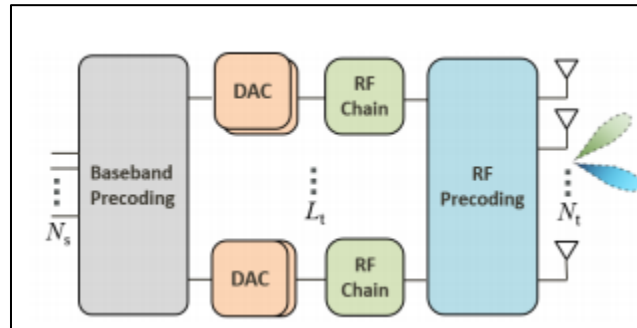 DAC
RF
Chain
Baseband
Precoding
RF
Precoding
N_s
L_t
N_t
DAC
RF
Chain